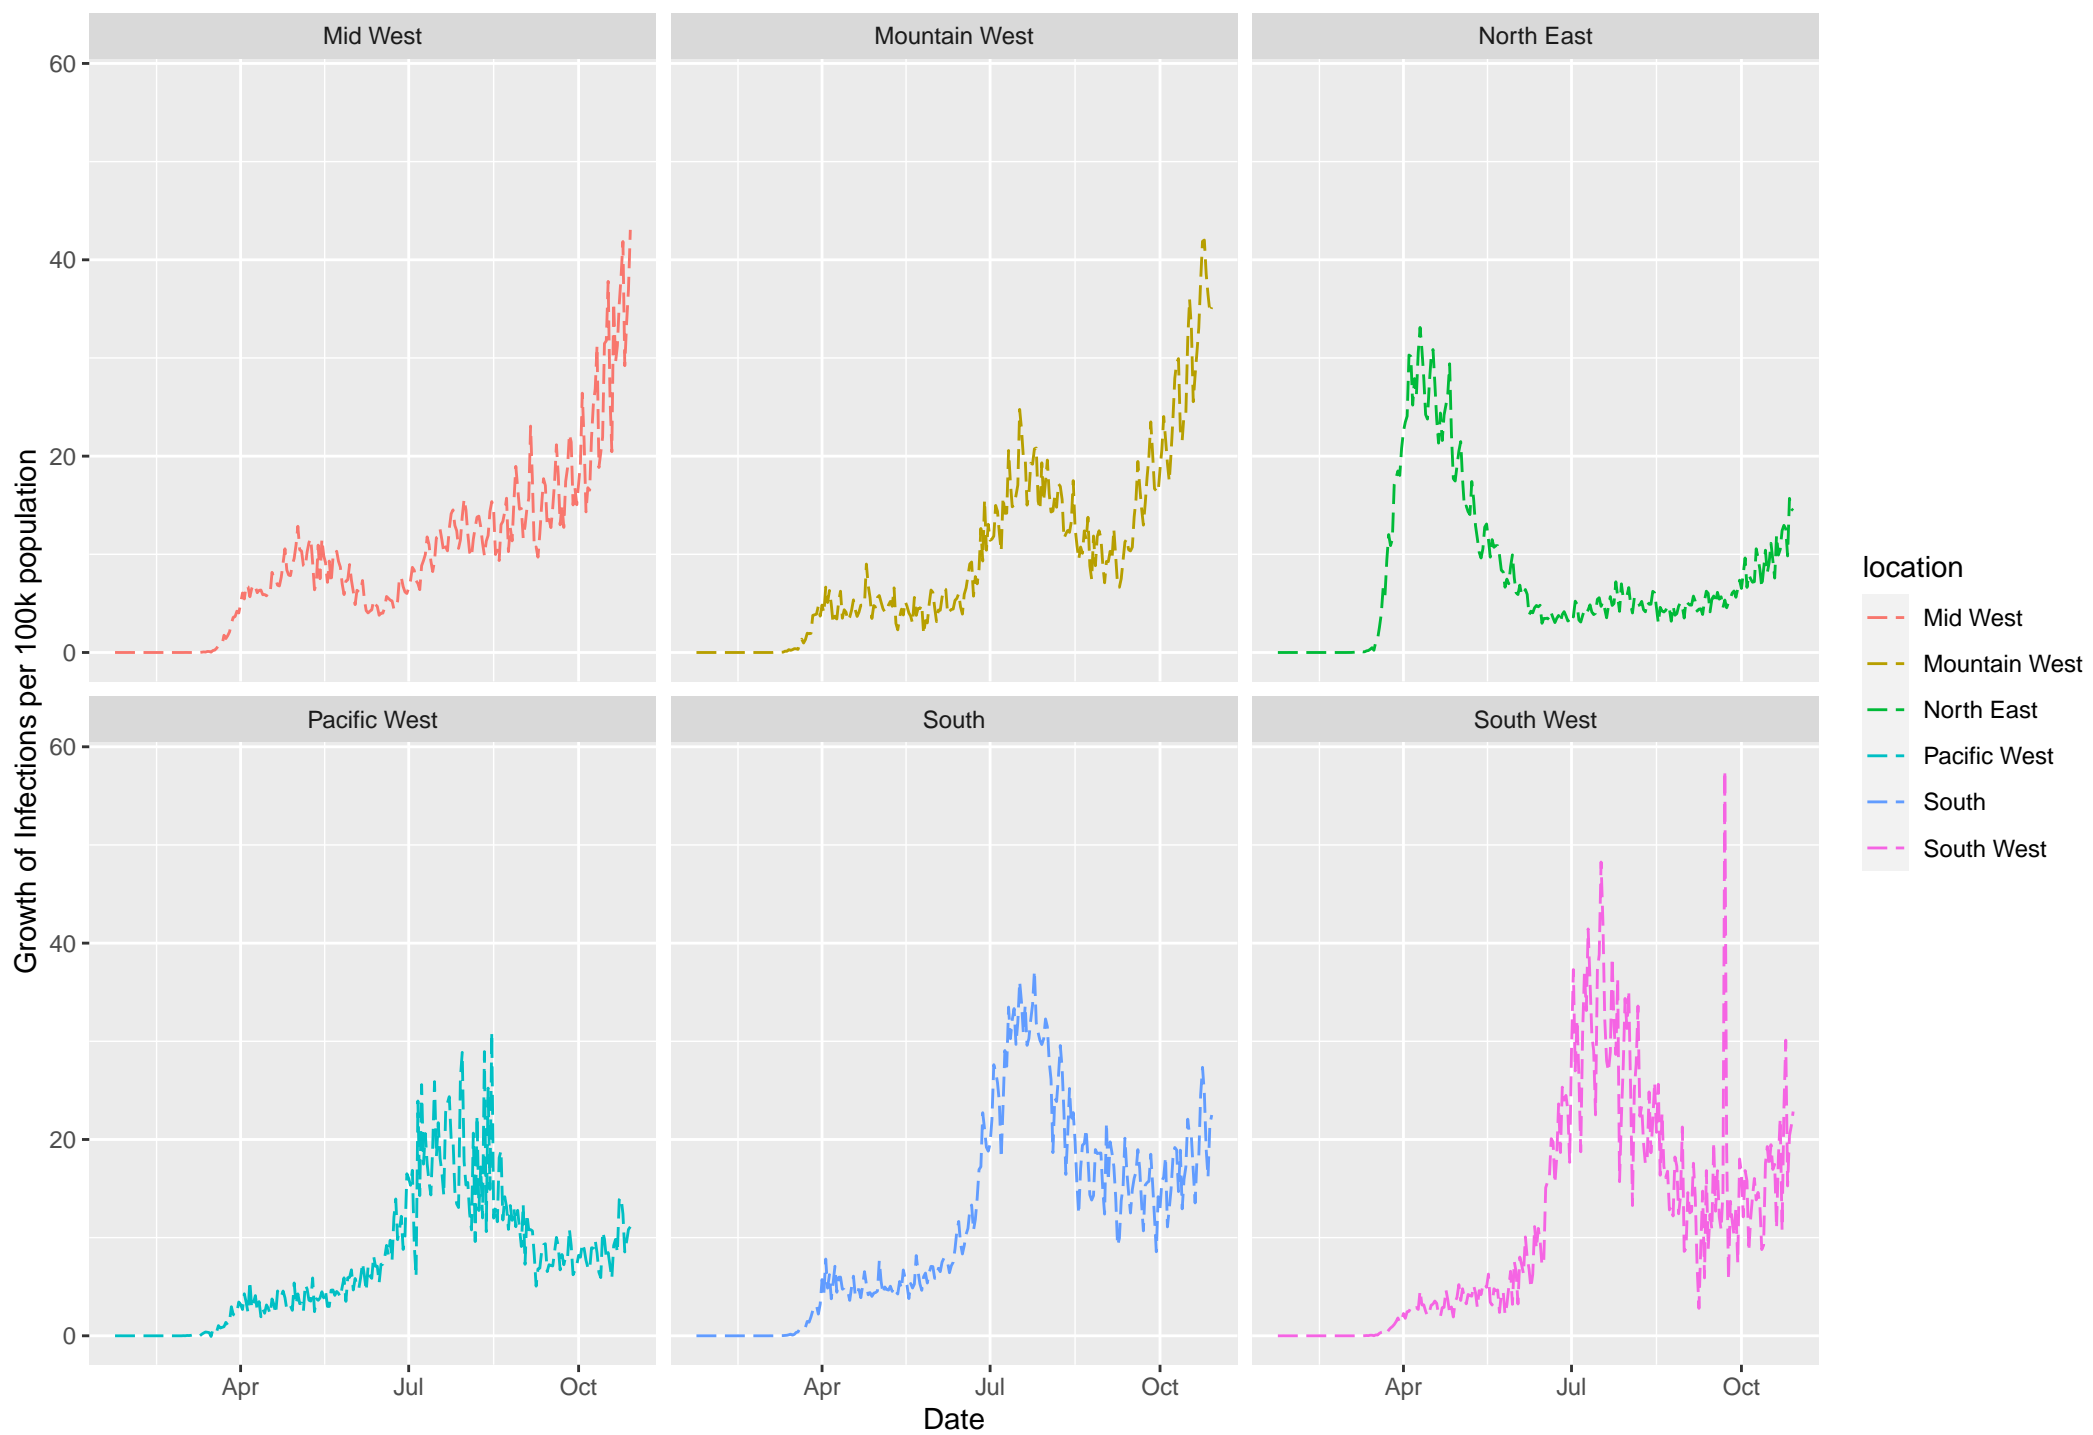 Mid West
Mountain West
North East
60
40
20
0
Pacific West
South
South West
60
40
20
0
Apr
Jul
Oct
Apr
Jul
Oct
Apr
Jul
Oct
Date
Growth of Infections per 100k population
location
Mid West
Mountain West
North East
Pacific West
South
South West